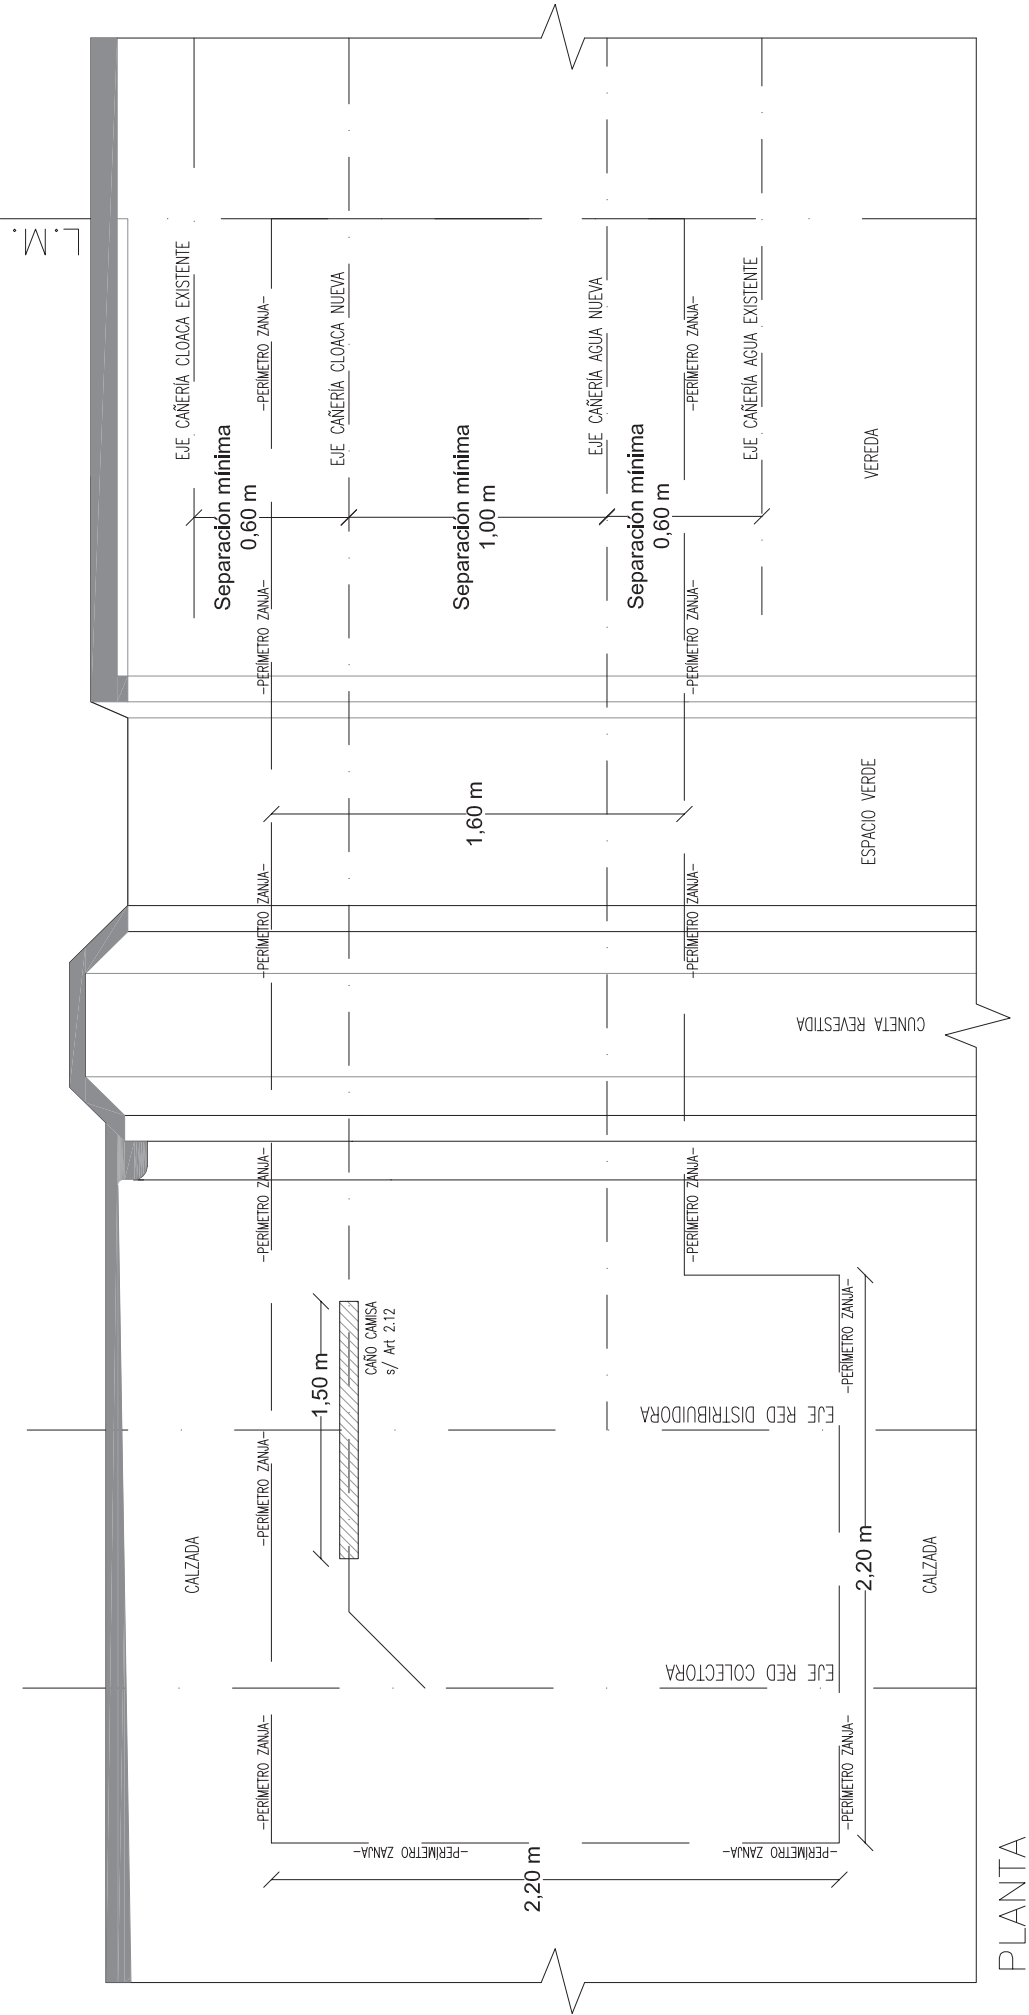 L.M.
EJE CAÑERÍA CLOACA EXISTENTE
Separación mínima
0,60 m
-PERÍMETRO ZANJA-
-PERÍMETRO ZANJA-
-PERÍMETRO ZANJA-
-PERÍMETRO ZANJA-
-PERÍMETRO ZANJA-
-PERÍMETRO ZANJA-
EJE CAÑERÍA CLOACA NUEVA
Separación mínima
1,00 m
1,60 m
EJE CAÑERÍA AGUA NUEVA
Separación mínima
0,60 m
-PERÍMETRO ZANJA-
-PERÍMETRO ZANJA-
-PERÍMETRO ZANJA-
-PERÍMETRO ZANJA-
EJE CAÑERÍA AGUA EXISTENTE
VEREDA
ESPACIO VERDE
CUNETA REVESTIDA
CALZADA
1,50 m
CAÑO CAMISA
s/ Art 2.12
EJE RED DISTRIBUIDORA
EJE RED COLECTORA
-PERÍMETRO ZANJA-
-PERÍMETRO ZANJA-
2,20 m
CALZADA
-PERÍMETRO ZANJA-
-PERÍMETRO ZANJA-
2,20 m
PLANTA